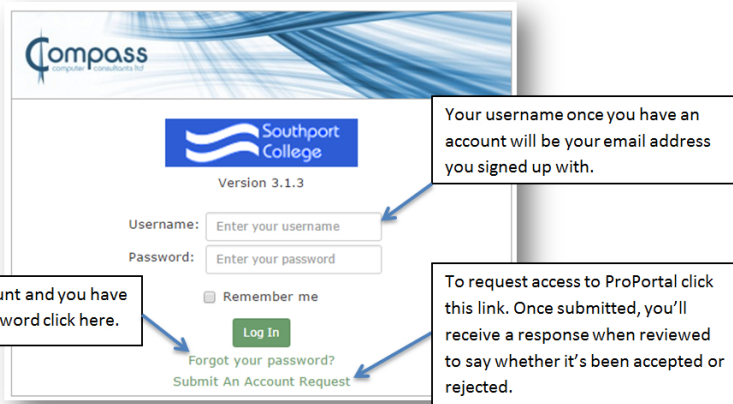 Compass
computer consultants ltd
Southport
College
Version 3.1.3
Username: Enter your username
Password: Enter your password
Remember me
Log In
Forgot your password?
Submit An Account Request
Your username once you have an
account will be your email address
you signed up with.
unt and you have
word click here.
To request access to ProPortal click
this link. Once submitted, you’ll
receive a response when reviewed
to say whether it’s been accepted or
rejected.